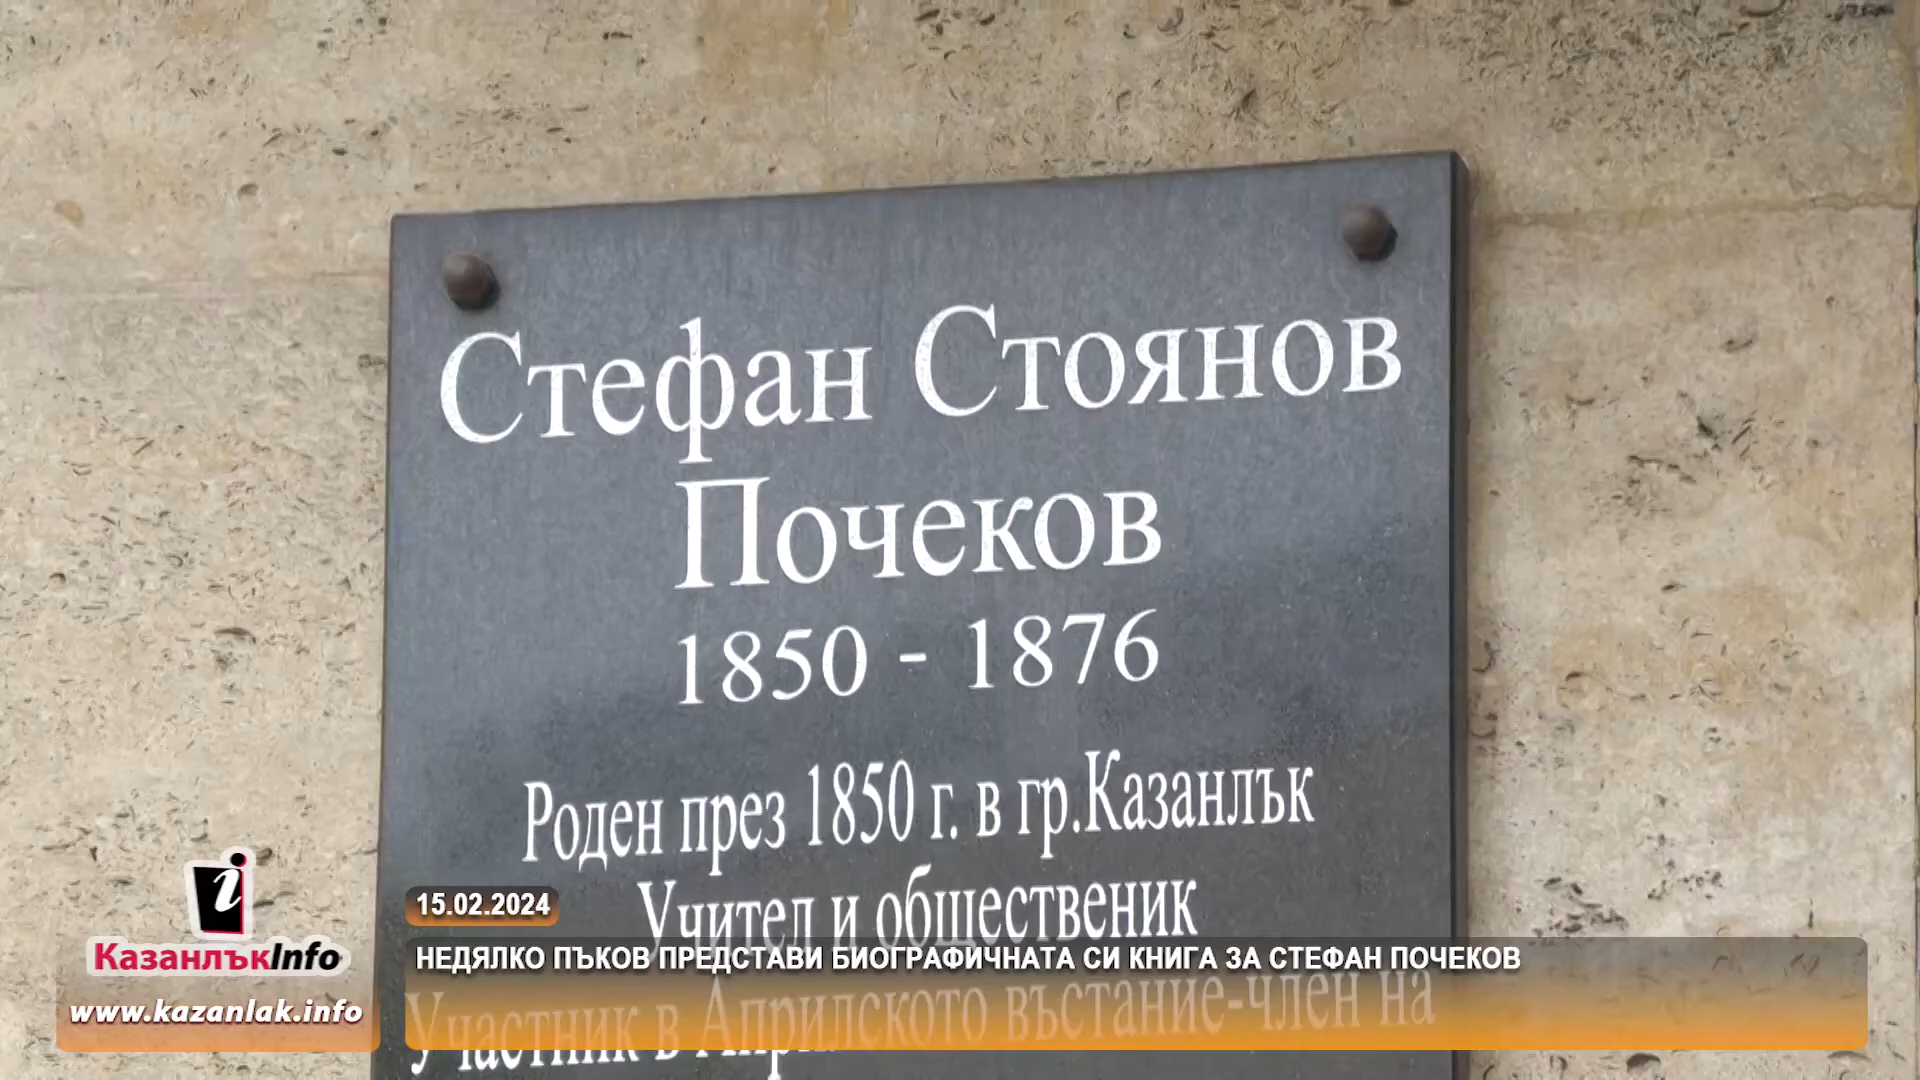 Стефан Стоянов
Почеков
1850 - 1876
Роден през 1850 г. в гр.Казанлък
Учител и общественик
Участник в Априлското въстание-член на
15.02.2024
НЕДЯЛКО ПЪКОВ ПРЕДСТАВИ БИОГРАФИЧНАТА СИ КНИГА ЗА СТЕФАН ПОЧЕКОВ
i
КазанлъкInfo
www.kazanlak.info